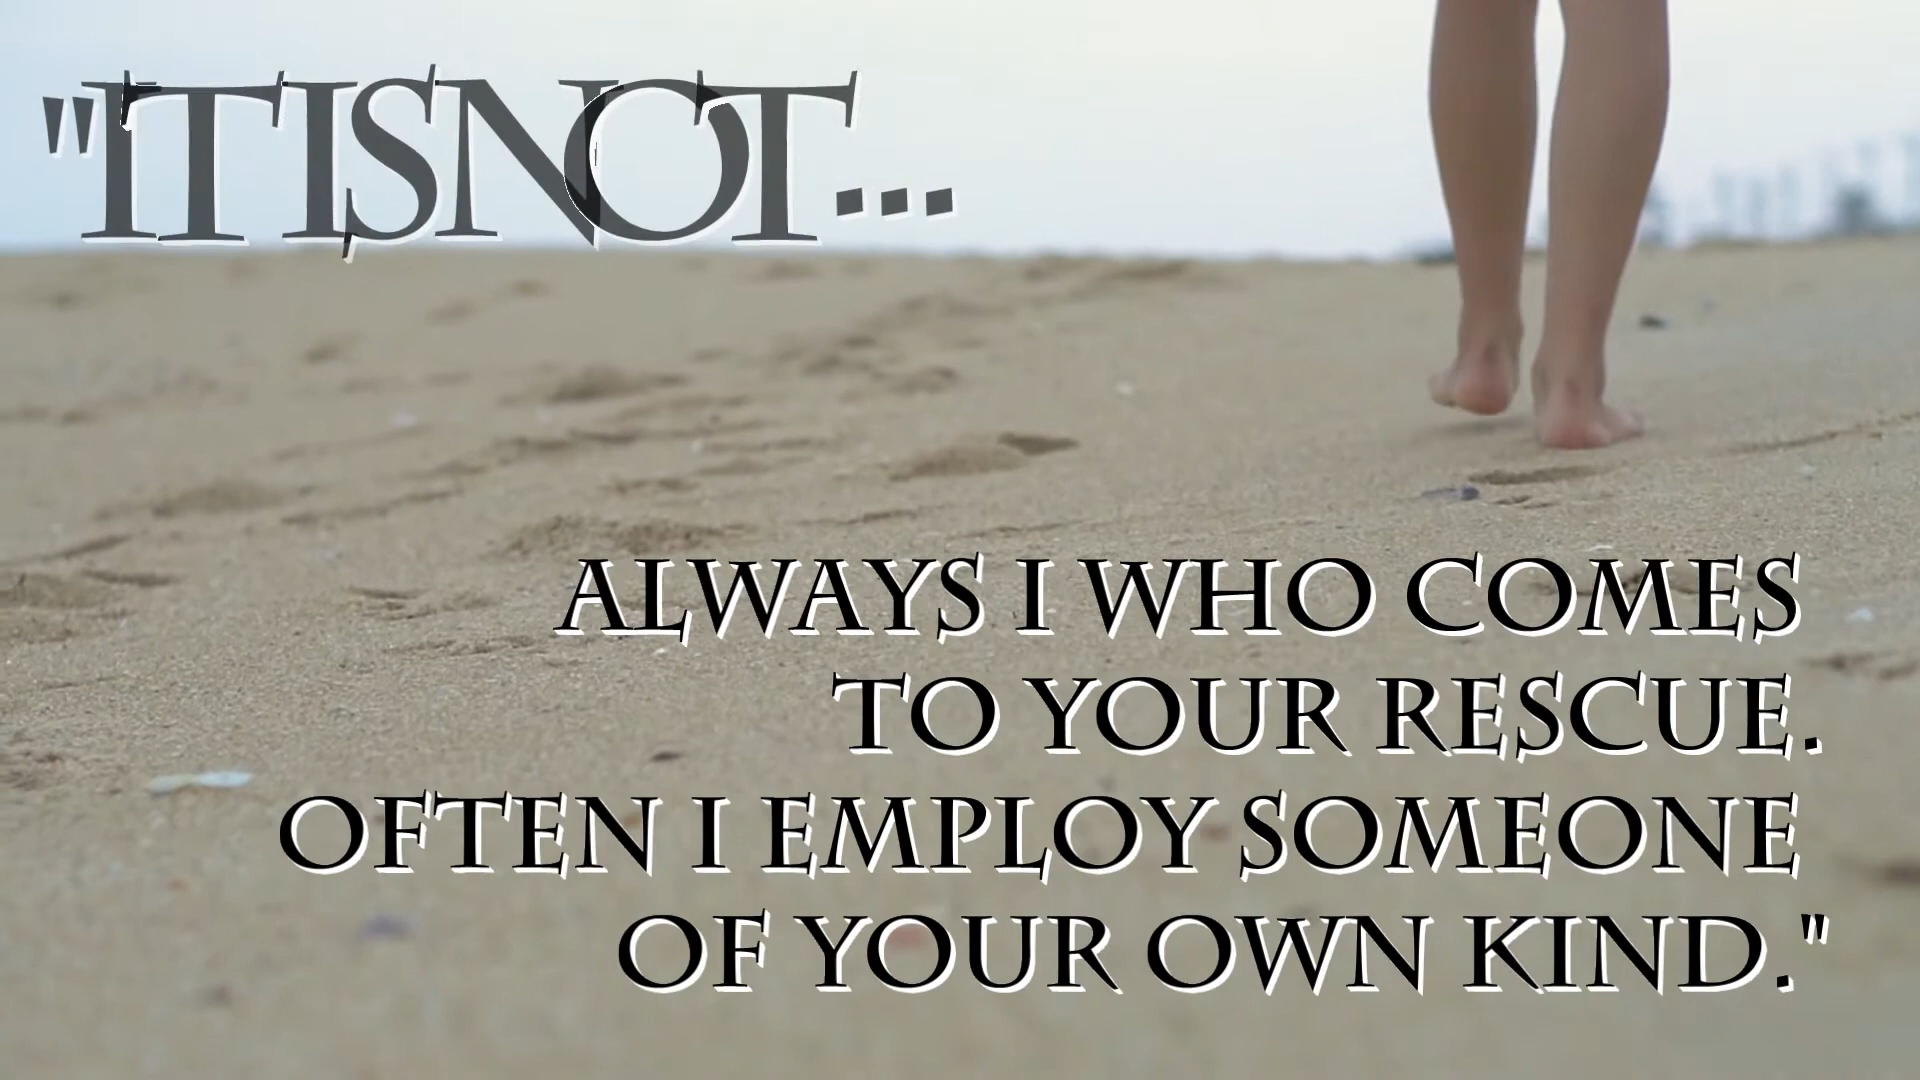 "IT IS NOT...
ALWAYS I WHO COMES
TO YOUR RESCUE.
OFTEN I EMPLOY SOMEONE
OF YOUR OWN KIND."